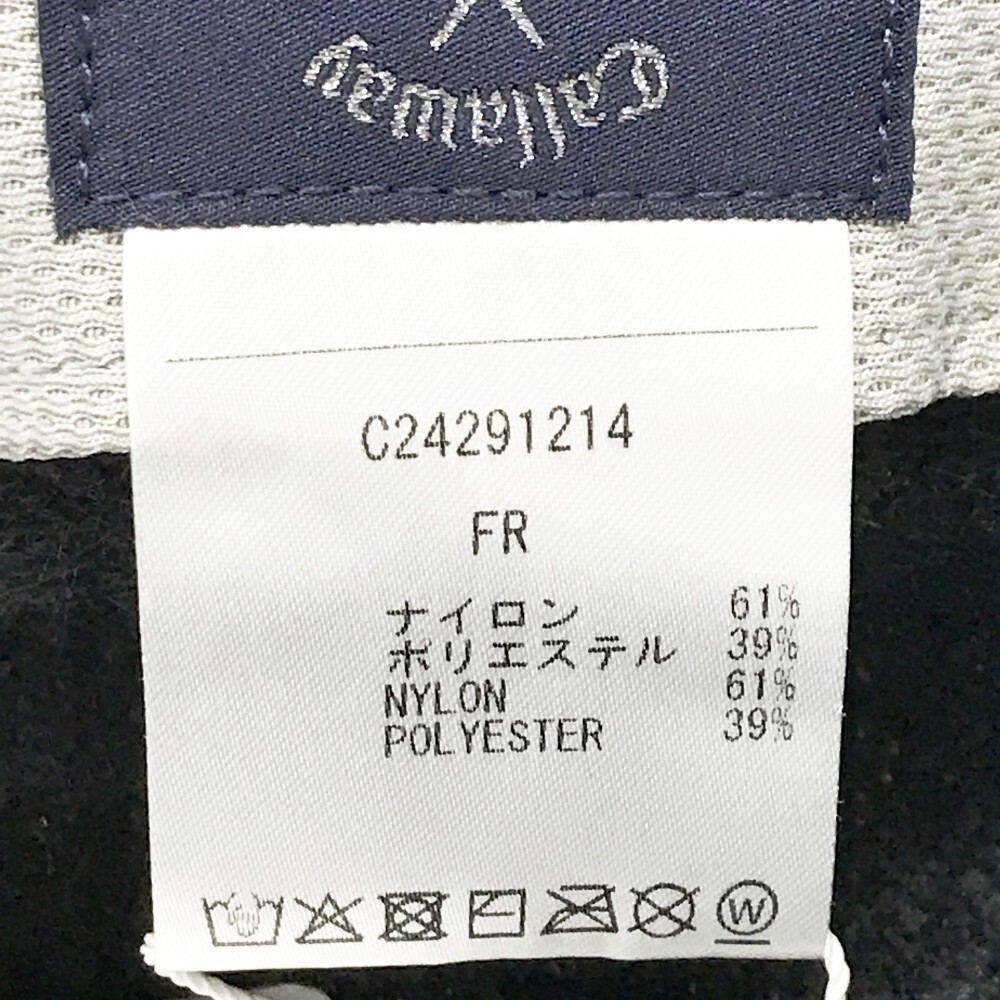 Callaway
C24291214
FR
ナイロン 61%
ポリエステル 39%
NYLON 61%
POLYESTER 39%
W